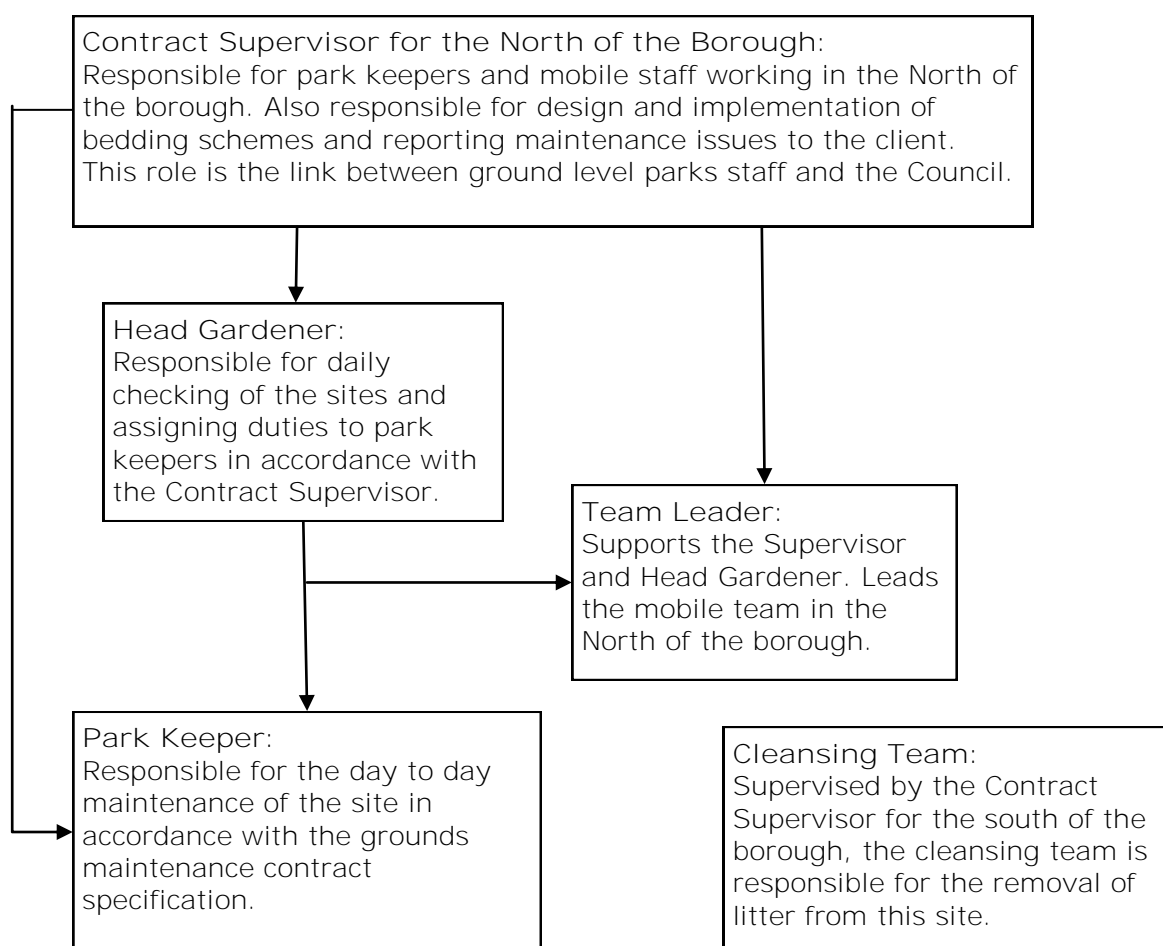 Contract Supervisor for the North of the Borough:
Responsible for park keepers and mobile staff working in the North of
the borough. Also responsible for design and implementation of
bedding schemes and reporting maintenance issues to the client.
This role is the link between ground level parks staff and the Council.
Head Gardener:
Responsible for daily
checking of the sites and
assigning duties to park
keepers in accordance with
the Contract Supervisor.
Team Leader:
Supports the Supervisor
and Head Gardener. Leads
the mobile team in the
North of the borough.
Park Keeper:
Responsible for the day to day
maintenance of the site in
accordance with the grounds
maintenance contract
specification.
Cleansing Team:
Supervised by the Contract
Supervisor for the south of the
borough, the cleansing team is
responsible for the removal of
litter from this site.